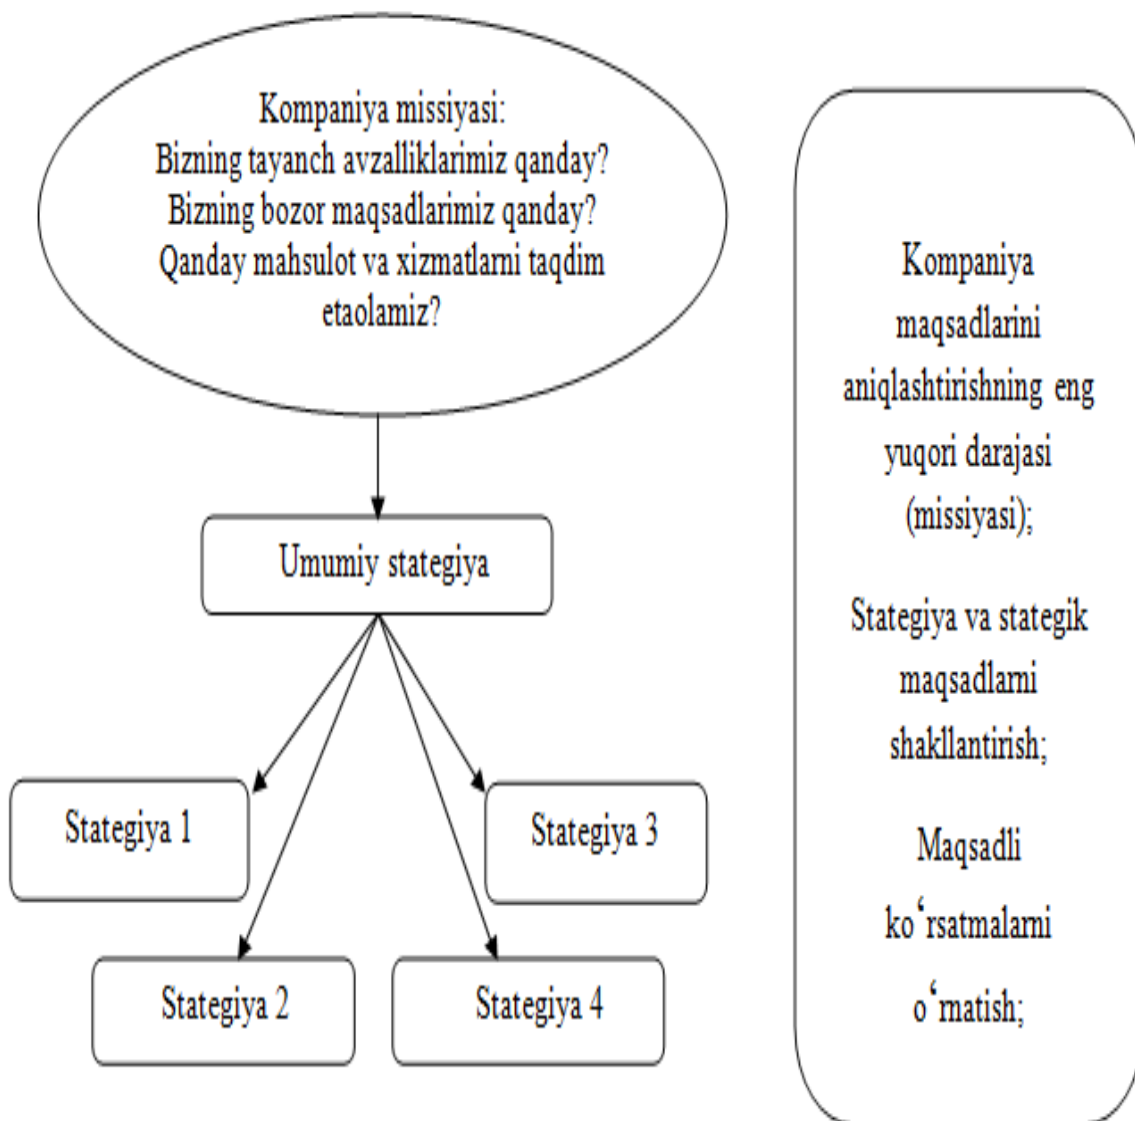 Kompaniya missiyasi:
Bizning tayanch avzalliklarimiz qanday?
Bizning bozor maqsadlarimiz qanday?
Qanday mahsulot va xizmatlarni taqdim
etaolamiz?
Umumiy stategiya
Stategiya 1
Stategiya 3
Stategiya 2
Stategiya 4
Kompaniya
maqsadlarini
aniqlashtirishning eng
yuqori darajasi
(missiyasi);
Stategiya va stategik
maqsadlarni
shakllantirish;
Maqsadli
ko‘rsatmalarni
o‘rnatish;